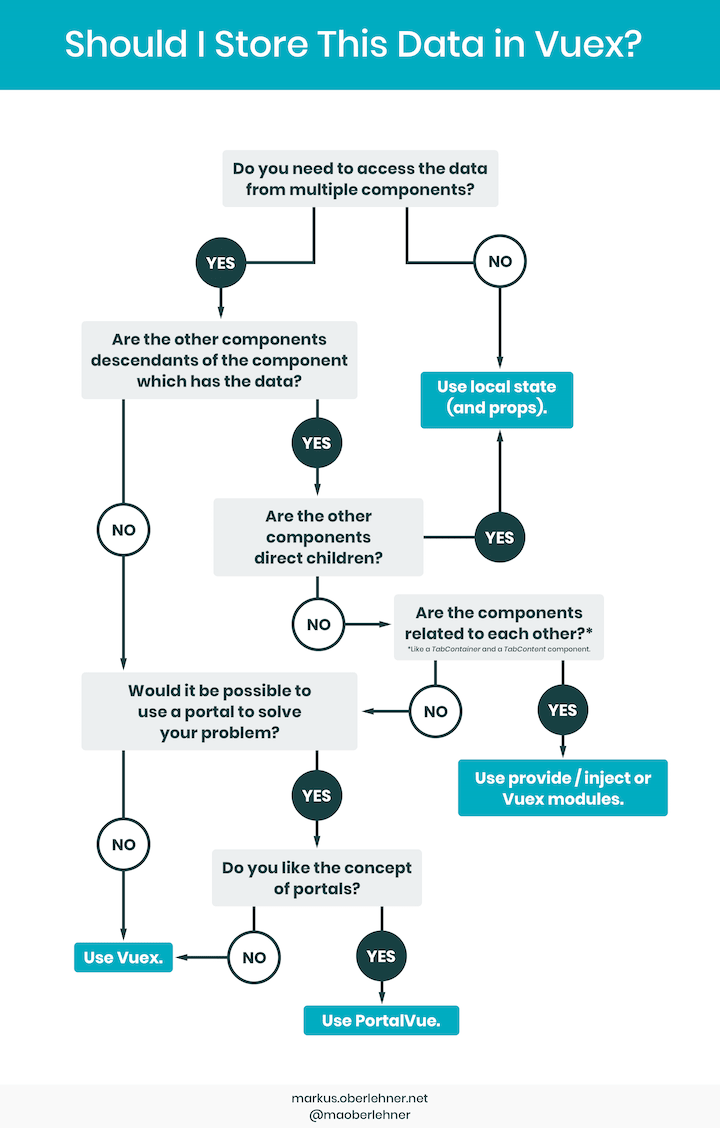 Should I Store This Data in Vuex?
Do you need to access the data
from multiple components?
YES
NO
Are the other components
descendants of the component
which has the data?
Use local state
(and props).
YES
NO
Are the other
components
direct children?
YES
NO
Are the components
related to each other?*
*Like a TabContainer and a TabContent component.
Would it be possible to
use a portal to solve
your problem?
NO
YES
Use provide / inject or
Vuex modules.
YES
NO
Do you like the concept
of portals?
Use Vuex.
NO
YES
Use PortalVue.
markus.oberlehner.net
@maoberlehner